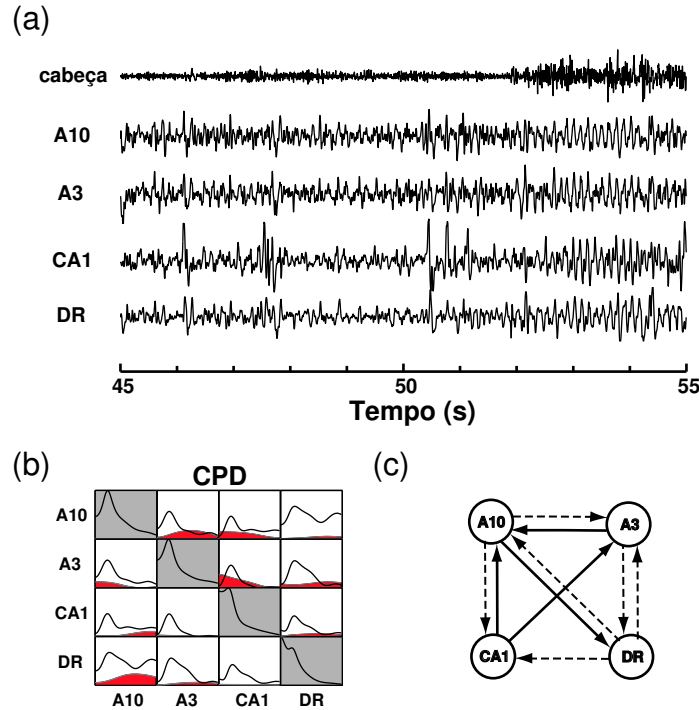 (a)
cabeça
A10
A3
CA1
DR
45 50 55
Tempo (s)
(b)
CPD
A10
A3
CA1
DR
A10 A3 CA1 DR
(c)
A10 A3
CA1 DR